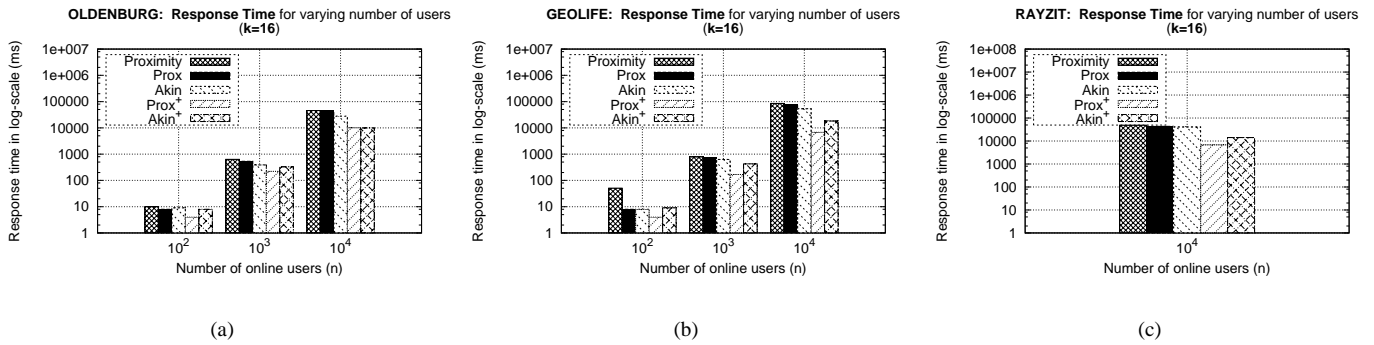 OLDENBURG: Response Time for varying number of users
(k=16)
Response time in log-scale (ms)
1e+007
1e+006
100000
10000
1000
100
10
1
Proximity
Prox
Akin
Prox+
Akin+
10^2
10^3
10^4
Number of online users (n)
(a)
GEOLIFE: Response Time for varying number of users
(k=16)
Response time in log-scale (ms)
1e+007
1e+006
100000
10000
1000
100
10
1
Proximity
Prox
Akin
Prox+
Akin+
10^2
10^3
10^4
Number of online users (n)
(b)
RAYZIT: Response Time for varying number of users
(k=16)
Response time in log-scale (ms)
1e+008
1e+007
1e+006
100000
10000
1000
100
10
1
Proximity
Prox
Akin
Prox+
Akin+
10^4
Number of online users (n)
(c)